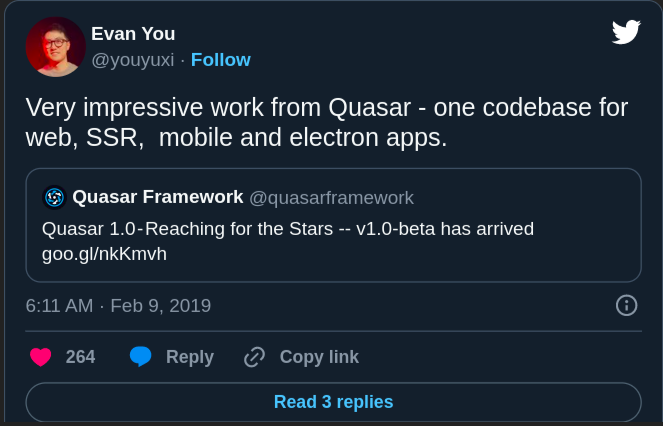 Evan You
@youyuxi · Follow
Very impressive work from Quasar - one codebase for
web, SSR,  mobile and electron apps.
Quasar Framework @quasarframework
Quasar 1.0-Reaching for the Stars -- v1.0-beta has arrived
goo.gl/nkKmvh
6:11 AM · Feb 9, 2019
264 Reply Copy link
Read 3 replies